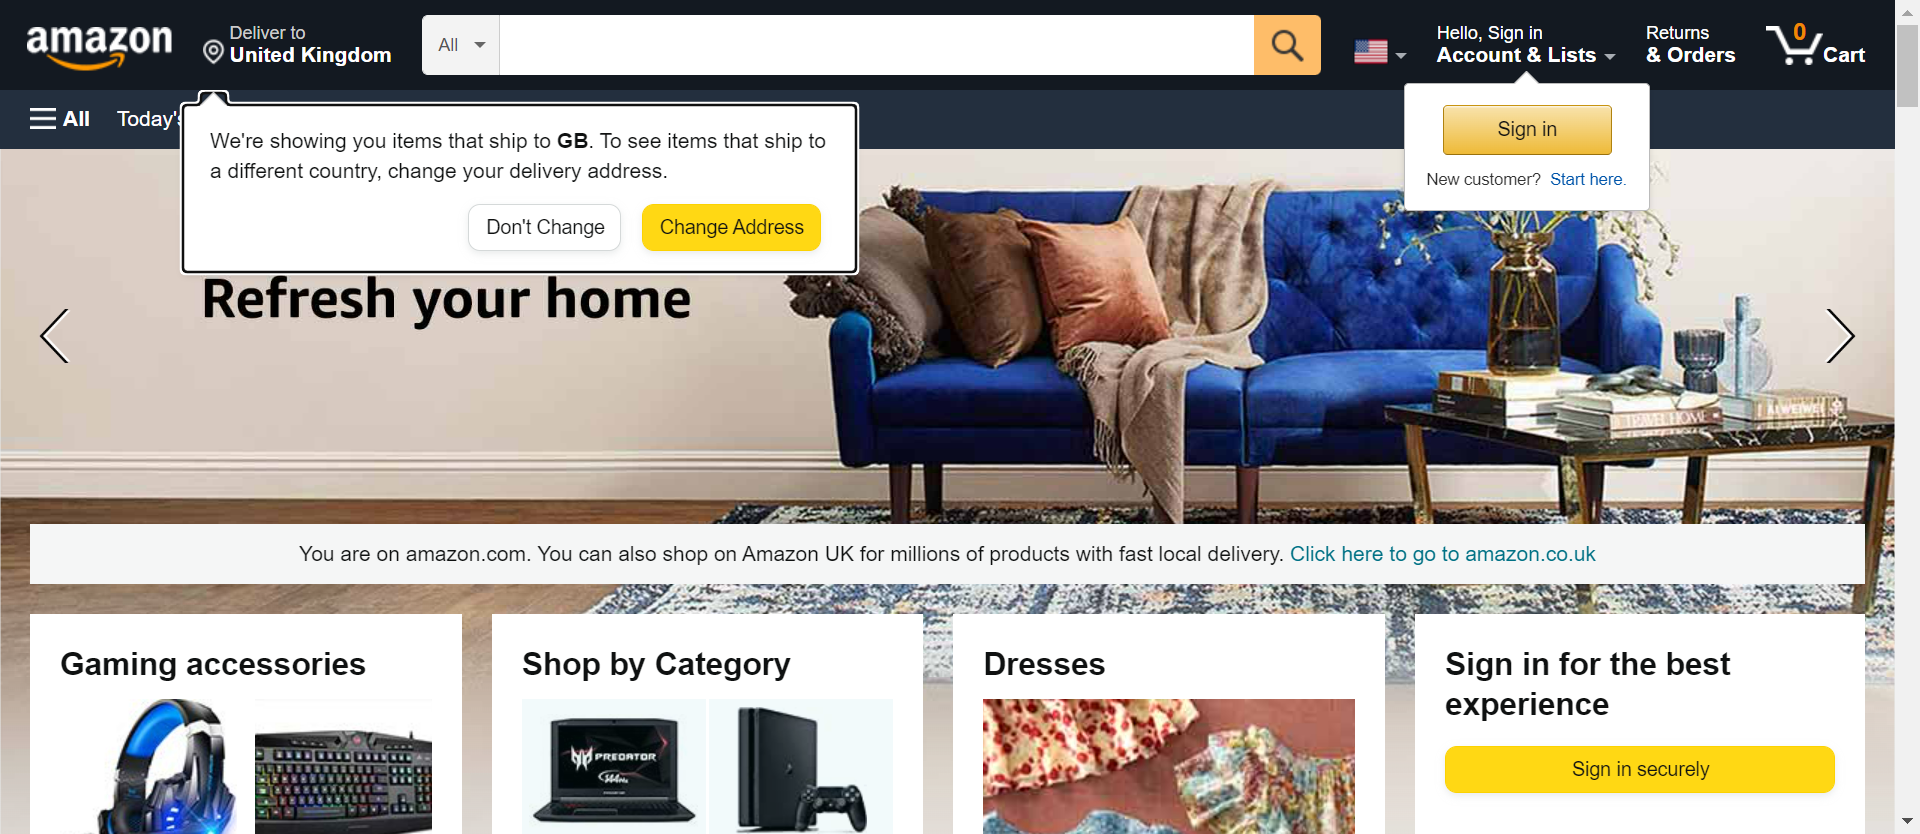 amazon
Deliver to
United Kingdom
All
Hello, Sign in
Account & Lists
Returns
& Orders
0
Cart
All
Today's
We're showing you items that ship to GB. To see items that ship to
a different country, change your delivery address.
Don't Change
Change Address
Sign in
New customer? Start here.
Refresh your home
TRAVEL HOME
AI WEIWEI
You are on amazon.com. You can also shop on Amazon UK for millions of products with fast local delivery. Click here to go to amazon.co.uk
Gaming accessories
Shop by Category
PREDATOR
144Hz
Dresses
Sign in for the best
experience
Sign in securely